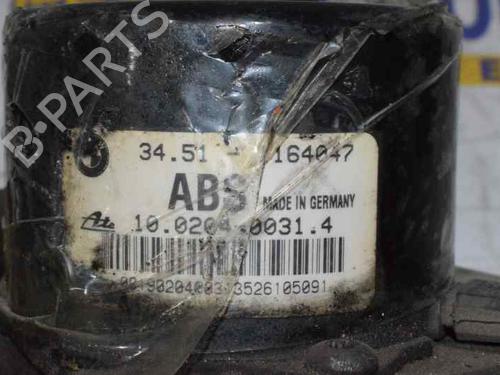 B-PARTS
34.51 - 164047
ABS MADE IN GERMANY
Ate 10.0204.0031.4